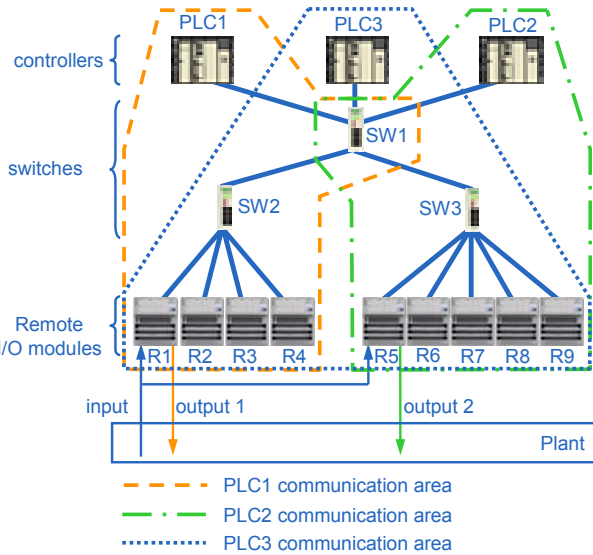 PLC1 PLC3 PLC2
controllers
SW1
switches
SW2 SW3
Remote
I/O modules
R1 R2 R3 R4 R5 R6 R7 R8 R9
input output 1 output 2
Plant
PLC1 communication area
PLC2 communication area
PLC3 communication area